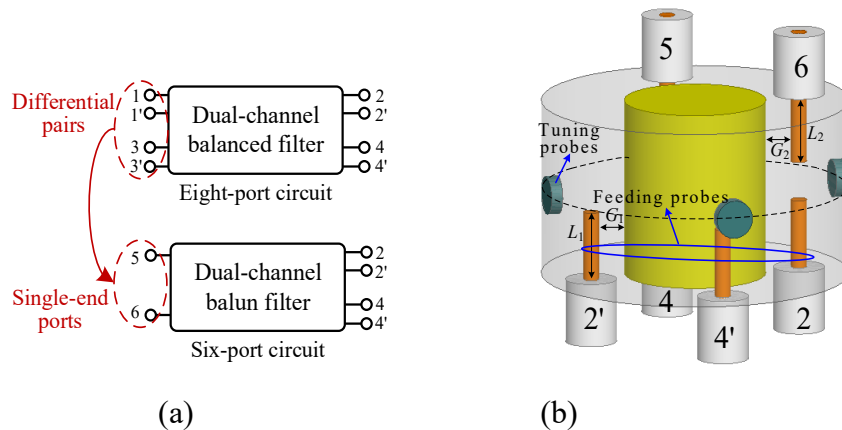 Differential
pairs
1
1'
3
3'
Dual-channel
balanced filter
2
2'
4
4'
Eight-port circuit
Single-end
ports
5
6
Dual-channel
balun filter
2
2'
4
4'
Six-port circuit
(a)
5
6
Tuning
probes
G2
L2
Feeding probes
G1
L1
2'
4
4'
2
(b)